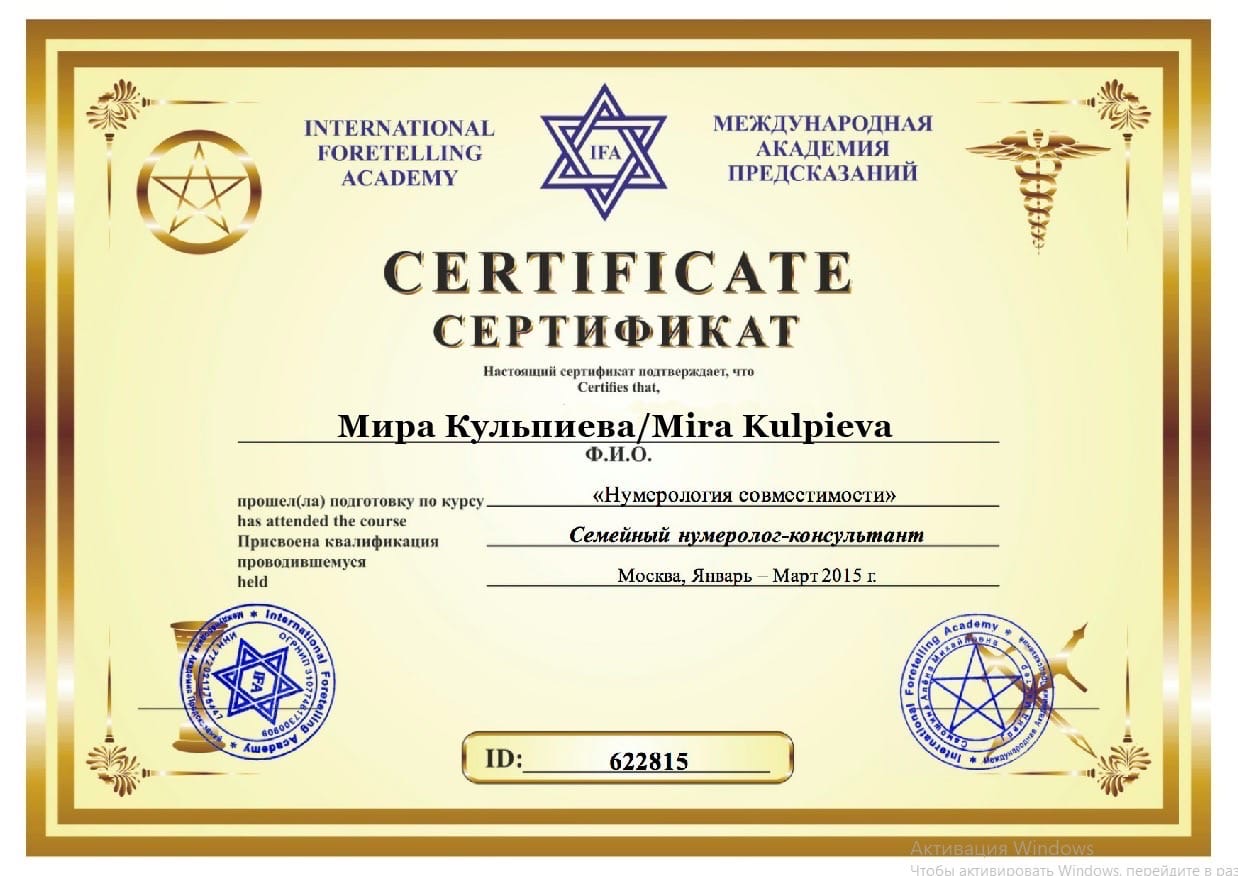 INTERNATIONAL
FORETELLING
ACADEMY
IFA
МЕЖДУНАРОДНАЯ
АКАДЕМИЯ
ПРЕДСКАЗАНИЙ
CERTIFICATE
СЕРТИФИКАТ
Настоящий сертификат подтверждает, что
Certifies that,
Мира Кульпиева/Mira Kulpieva
Ф.И.О.
прошел(ла) подготовку по курсу «Нумерология совместимости»
has attended the course
Присвоена квалификация Семейный нумеролог-консультант
проводившемуся
held Москва, Январь – Март 2015 г.
International Foretelling Academy
IFA
International Foretelling Academy
ID: 622815
Активация Windows
Чтобы активировать Windows, перейдите в раз